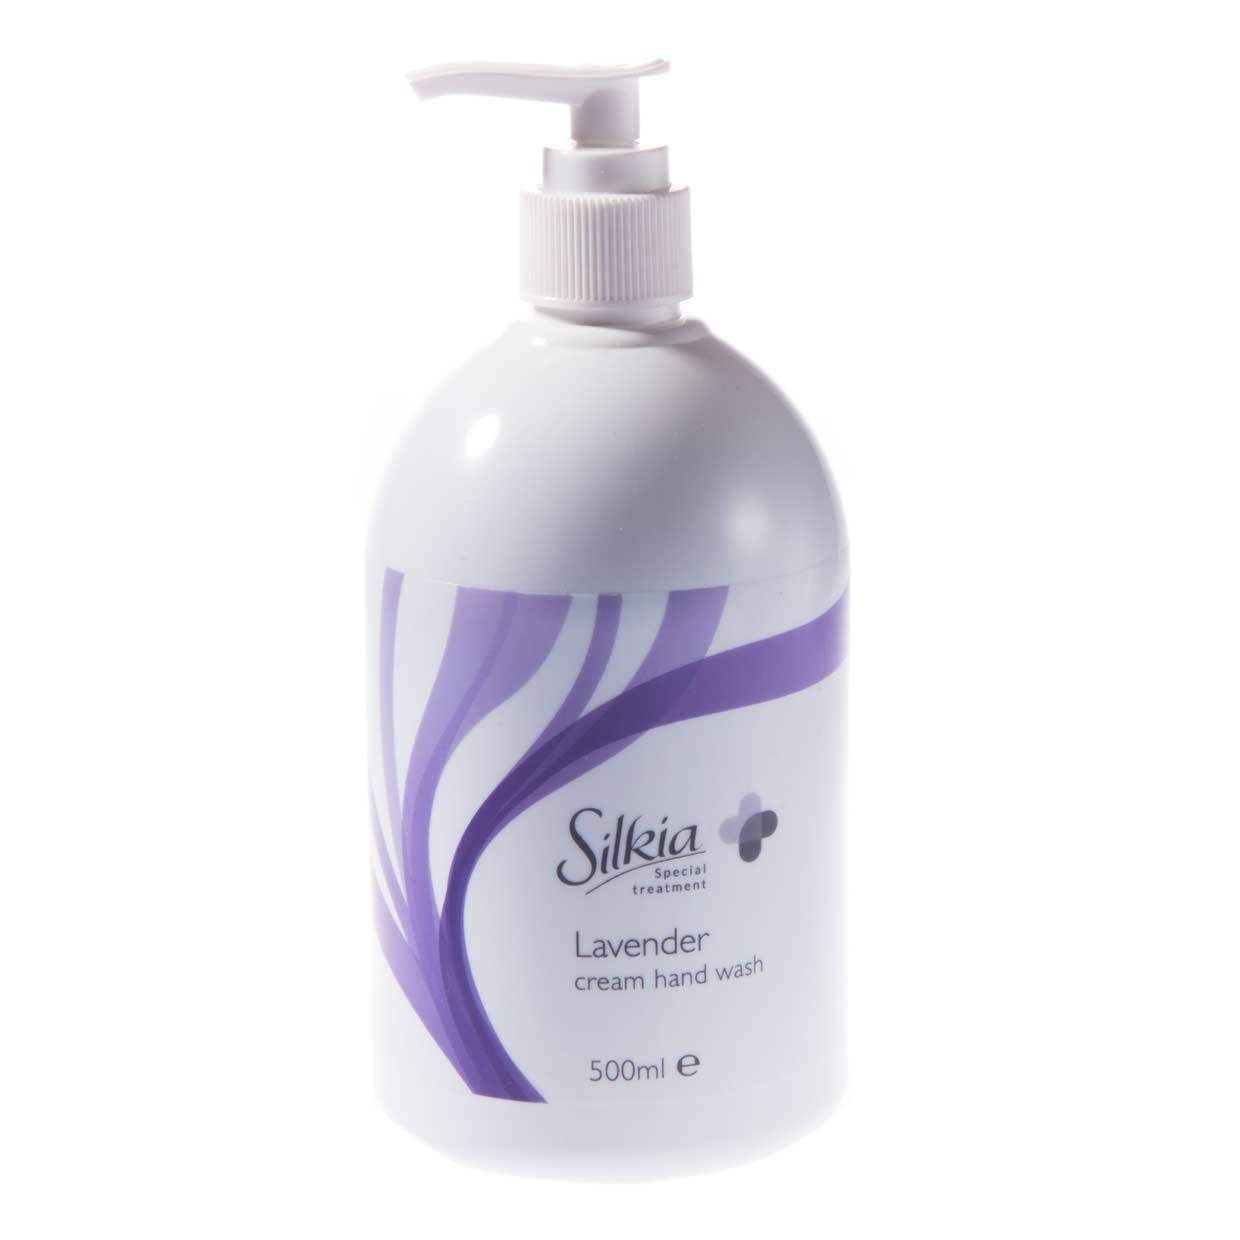 Silkia
Special
treatment
Lavender
cream hand wash
500ml ℮